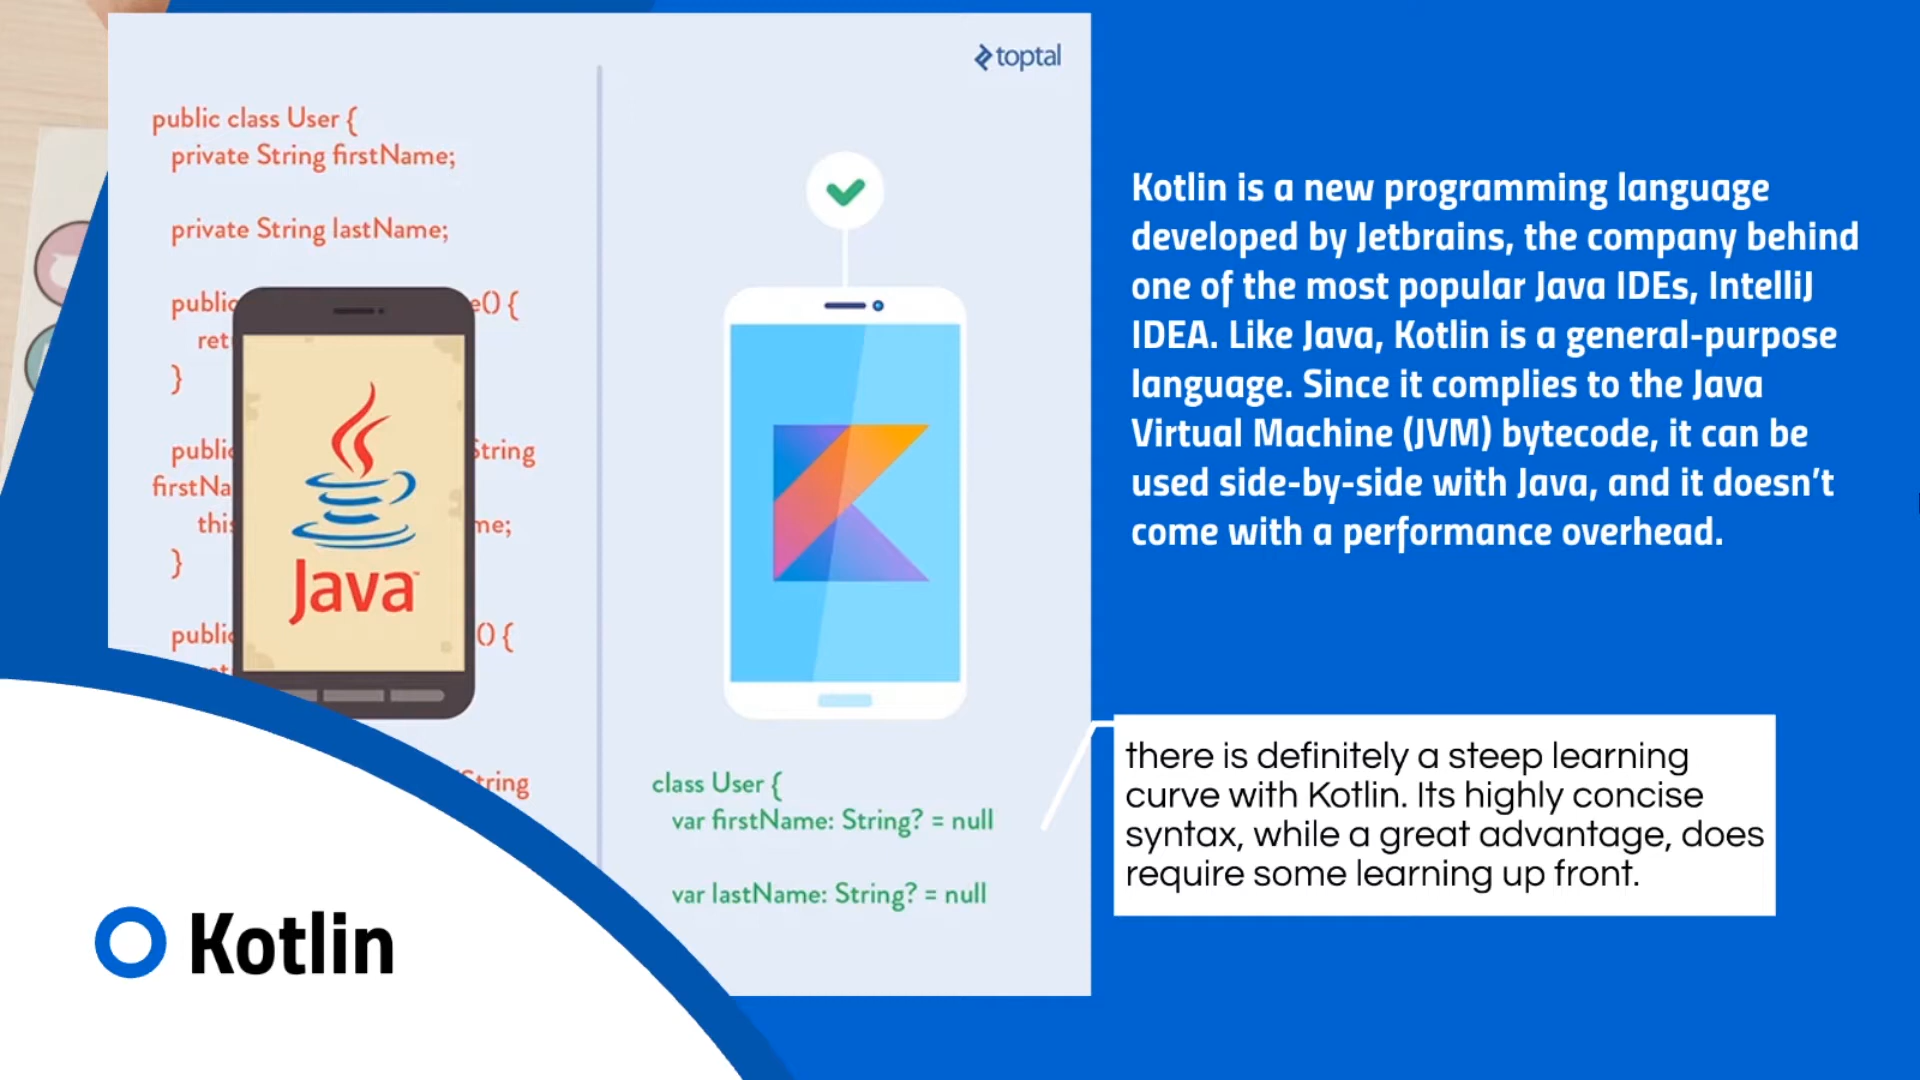 toptal
public class User {
private String firstName;
private String lastName;
public e() {
ret
}
public String
firstNa
this me;
}
public () {
String
Java
class User {
var firstName: String? = null
var lastName: String? = null
Kotlin is a new programming language
developed by Jetbrains, the company behind
one of the most popular Java IDEs, IntelliJ
IDEA. Like Java, Kotlin is a general-purpose
language. Since it complies to the Java
Virtual Machine (JVM) bytecode, it can be
used side-by-side with Java, and it doesn't
come with a performance overhead.
there is definitely a steep learning
curve with Kotlin. Its highly concise
syntax, while a great advantage, does
require some learning up front.
Kotlin